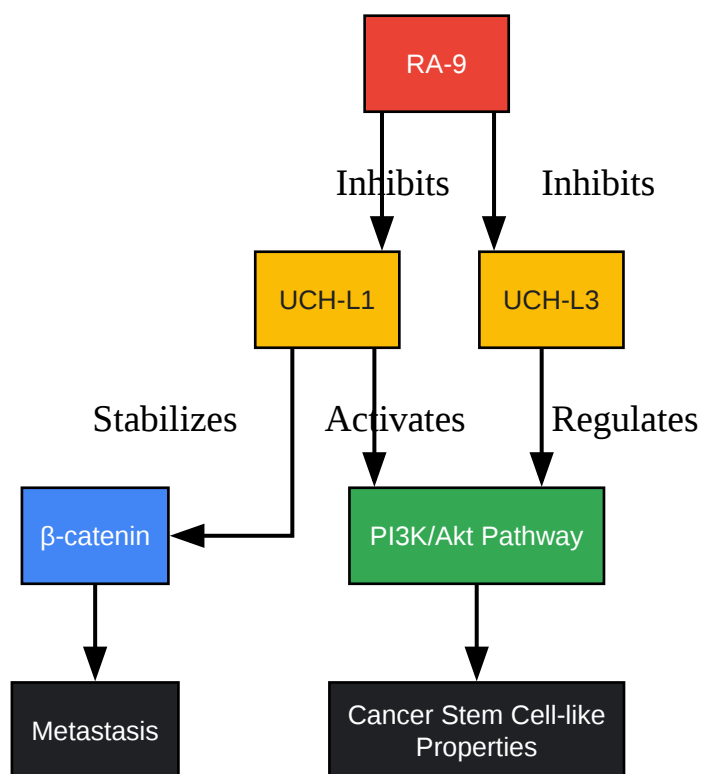 RA-9
Inhibits
Inhibits
UCH-L1
UCH-L3
Stabilizes
Activates
Regulates
β-catenin
PI3K/Akt Pathway
Metastasis
Cancer Stem Cell-like
Properties